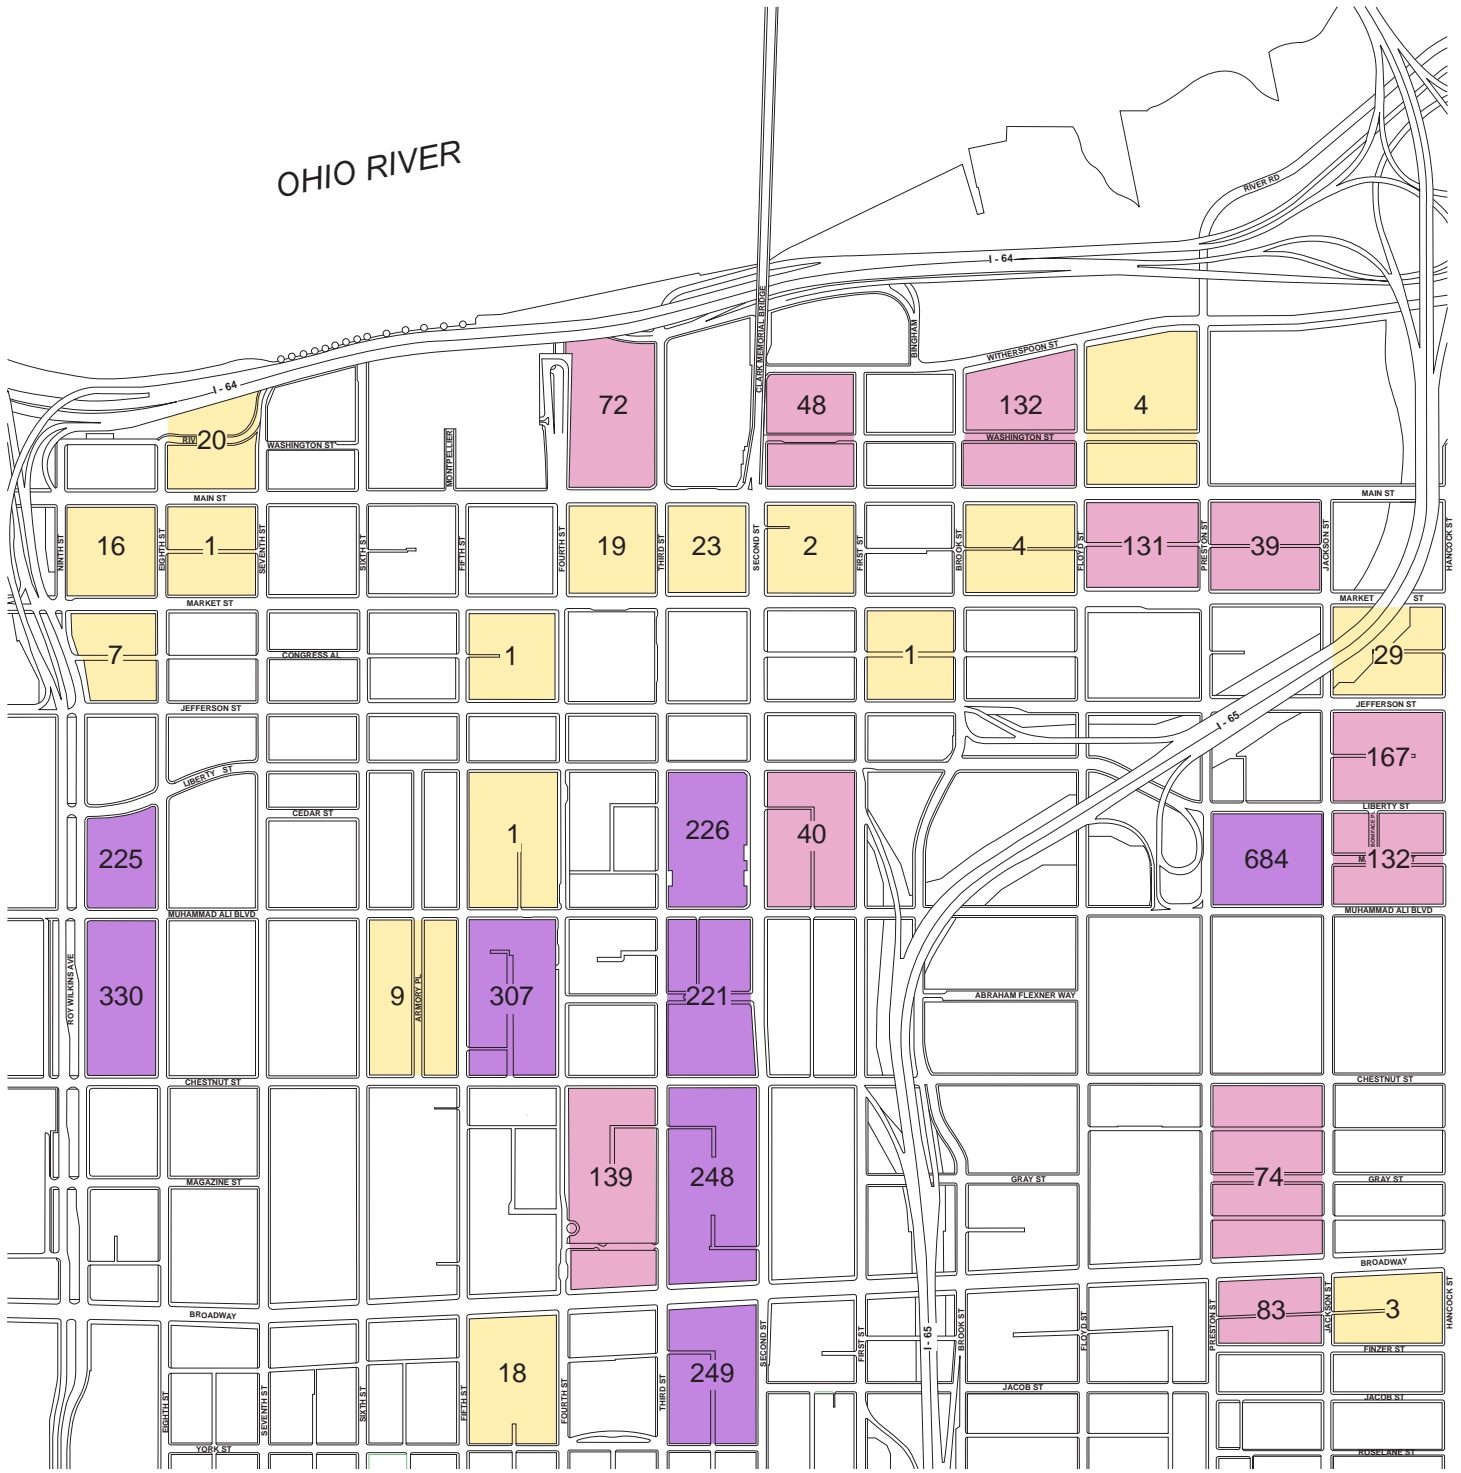 OHIO RIVER
RIVER RD
I - 64
CLARK MEMORIAL BRIDGE
BINGHAM
WITHERSPOON ST
I - 64
72
48
132
4
RIV 20
WASHINGTON ST
WASHINGTON ST
MONTPELLIER
MAIN ST
MAIN ST
NINTH ST
EIGHTH ST
SEVENTH ST
SIXTH ST
FIFTH ST
FOURTH ST
THIRD ST
SECOND ST
FIRST ST
BROOK ST
FLOYD ST
PRESTON ST
JACKSON ST
HANCOCK ST
16
1
19
23
2
4
131
39
MARKET ST
MARKET ST
7
1
1
29
CONGRESS AL
JEFFERSON ST
JEFFERSON ST
I - 65
167
LIBERTY ST
CEDAR ST
LIBERTY ST
BONIFACE PL
1
226
40
225
684
M 132 T
MUHAMMAD ALI BLVD
MUHAMMAD ALI BLVD
ROY WILKINS AVE
330
9
ARMORY PL
307
221
ABRAHAM FLEXNER WAY
CHESTNUT ST
CHESTNUT ST
139
248
74
MAGAZINE ST
GRAY ST
GRAY ST
BROADWAY
BROADWAY
PRESTON ST
83
JACKSON ST
3
HANCOCK ST
SECOND ST
FIRST ST
I - 65
BROOK ST
FLOYD ST
FINZER ST
18
249
EIGHTH ST
SEVENTH ST
SIXTH ST
FIFTH ST
FOURTH ST
THIRD ST
JACOB ST
JACOB ST
YORK ST
ROSELANE ST